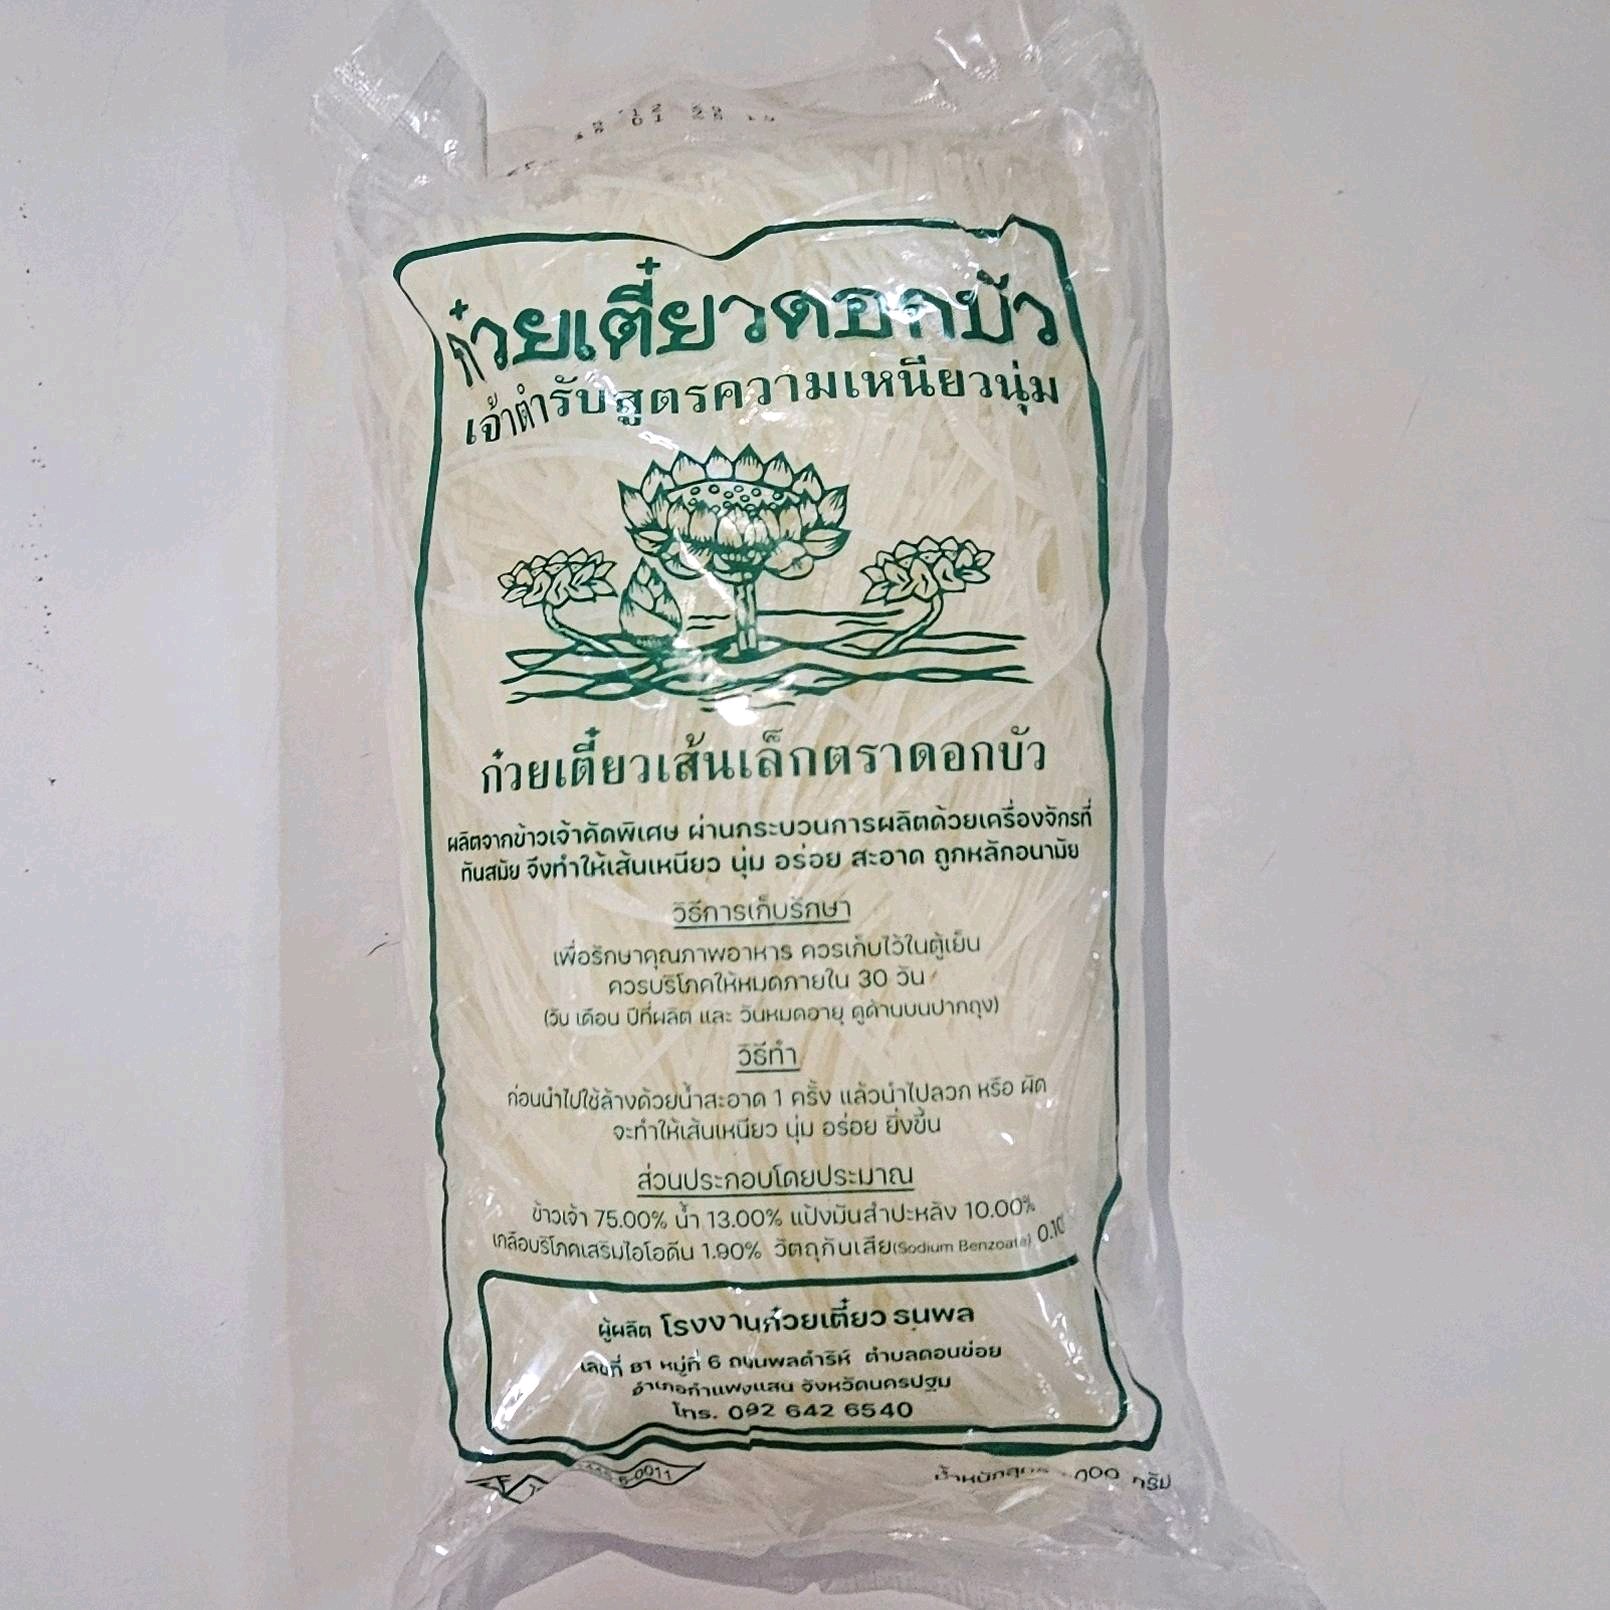 ก๋วยเตี๋ยวดอกบัว
เจ้าตำรับสูตรความเหนียวนุ่ม
ก๋วยเตี๋ยวเส้นเล็กตราดอกบัว
ผลิตจากข้าวเจ้าคัดพิเศษ ผ่านกระบวนการผลิตด้วยเครื่องจักรที่
ทันสมัย จึงทำให้เส้นเหนียว นุ่ม อร่อย สะอาด ถูกหลักอนามัย
วิธีการเก็บรักษา
เพื่อรักษาคุณภาพอาหาร ควรเก็บไว้ในตู้เย็น
ควรบริโภคให้หมดภายใน 30 วัน
(วัน เดือน ปีที่ผลิต และ วันหมดอายุ ดูด้านบนปากถุง)
วิธีทำ
ก่อนนำไปใช้ล้างด้วยน้ำสะอาด 1 ครั้ง แล้วนำไปลวก หรือ ผัด
จะทำให้เส้นเหนียว นุ่ม อร่อย ยิ่งขึ้น
ส่วนประกอบโดยประมาณ
ข้าวเจ้า 75.00% น้ำ 13.00% แป้งมันสำปะหลัง 10.00%
เกลือบริโภคเสริมไอโอดีน 1.90% วัตถุกันเสีย(Sodium Benzoate) 0.10
ผู้ผลิต โรงงานก๋วยเตี๋ยว ธนพล
เลขที่ 81 หมู่ที่ 6 ถนนพลดำริห์ ตำบลดอนข่อย
อำเภอกำแพงแสน จังหวัดนครปฐม
โทร. 092 642 6540
กรัม